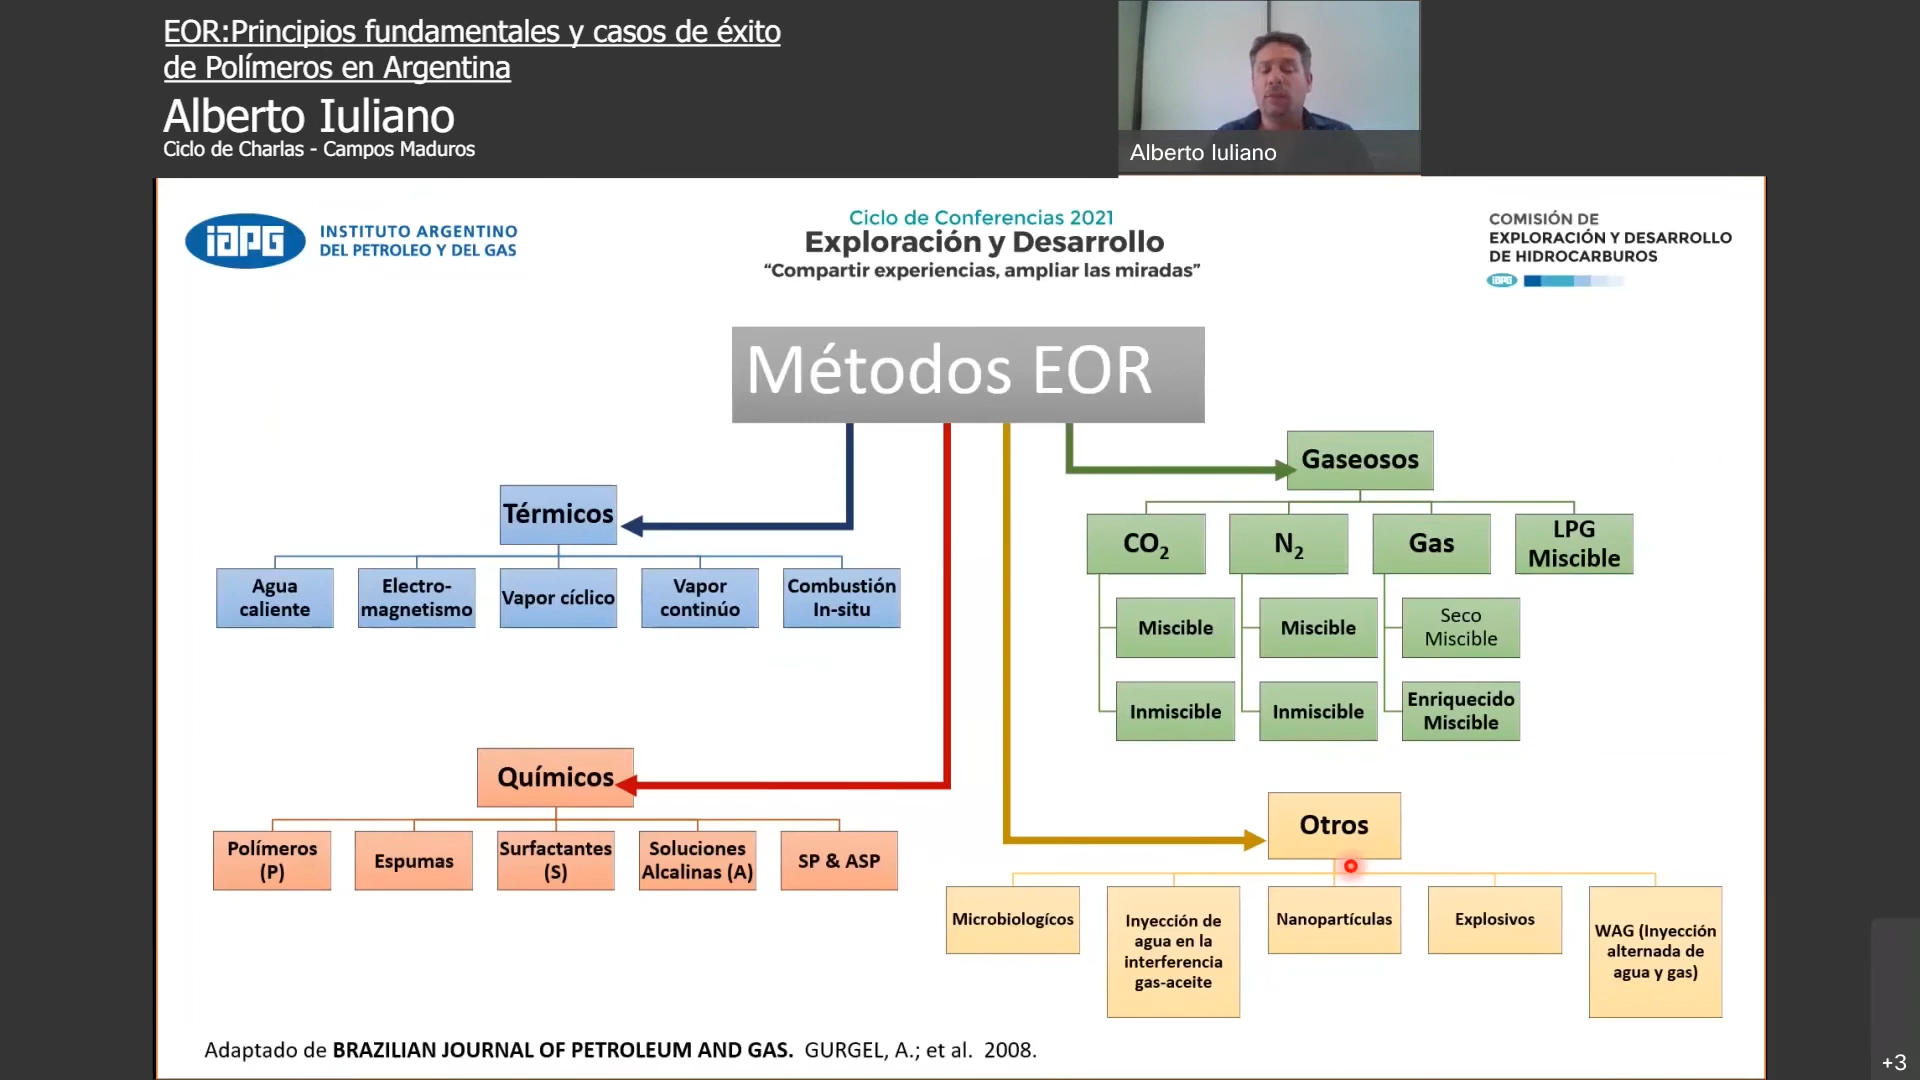 EOR:Principios fundamentales y casos de éxito
de Polímeros en Argentina
Alberto Iuliano
Ciclo de Charlas - Campos Maduros
Alberto Iuliano
iAPG
INSTITUTO ARGENTINO
DEL PETROLEO Y DEL GAS
Ciclo de Conferencias 2021
Exploración y Desarrollo
“Compartir experiencias, ampliar las miradas”
COMISIÓN DE
EXPLORACIÓN Y DESARROLLO
DE HIDROCARBUROS
iAPG
Métodos EOR
Térmicos
Agua
caliente
Electro-
magnetismo
Vapor cíclico
Vapor
continúo
Combustión
In-situ
Gaseosos
CO₂
N₂
Gas
LPG
Miscible
Miscible
Inmiscible
Miscible
Inmiscible
Seco
Miscible
Enriquecido
Miscible
Químicos
Polímeros
(P)
Espumas
Surfactantes
(S)
Soluciones
Alcalinas (A)
SP & ASP
Otros
Microbiologícos
Inyección de
agua en la
interferencia
gas-aceite
Nanopartículas
Explosivos
WAG (Inyección
alternada de
agua y gas)
Adaptado de BRAZILIAN JOURNAL OF PETROLEUM AND GAS. GURGEL, A.; et al. 2008.
+3